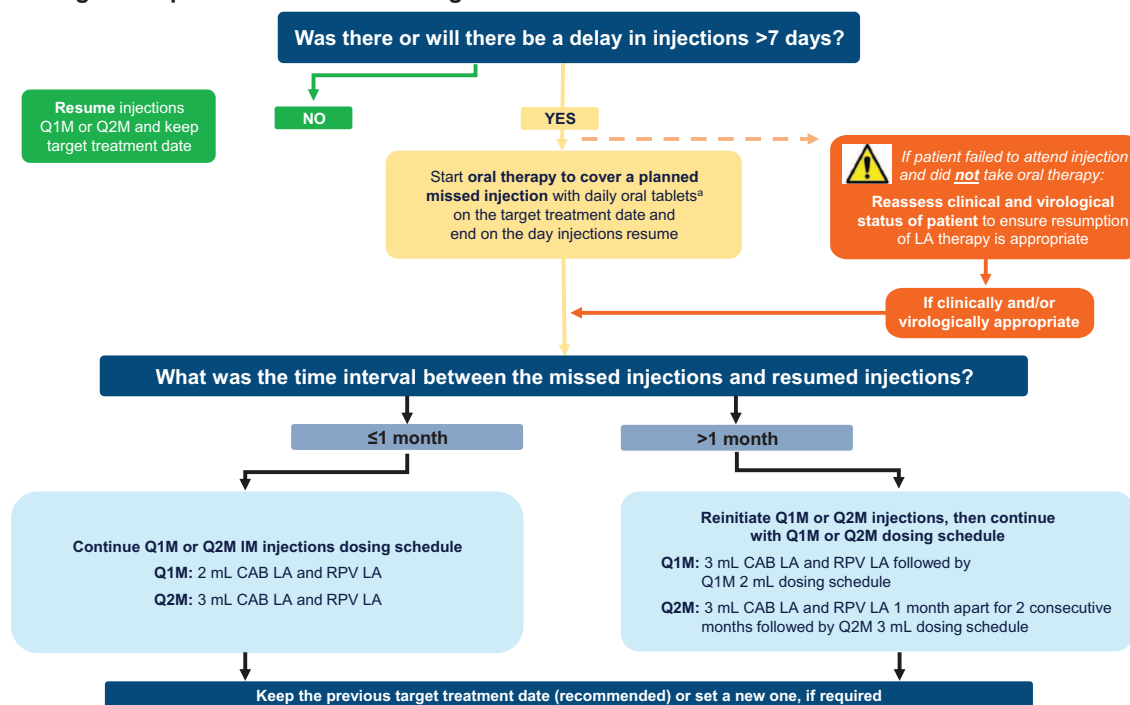 Was there or will there be a delay in injections >7 days?
Resume injections
Q1M or Q2M and keep
target treatment date
NO
YES
Start oral therapy to cover a planned
missed injection with daily oral tabletsᵃ
on the target treatment date and
end on the day injections resume
If patient failed to attend injection
and did not take oral therapy:
Reassess clinical and virological
status of patient to ensure resumption
of LA therapy is appropriate
If clinically and/or
virologically appropriate
What was the time interval between the missed injections and resumed injections?
≤1 month
>1 month
Continue Q1M or Q2M IM injections dosing schedule
Q1M: 2 mL CAB LA and RPV LA
Q2M: 3 mL CAB LA and RPV LA
Reinitiate Q1M or Q2M injections, then continue
with Q1M or Q2M dosing schedule
Q1M: 3 mL CAB LA and RPV LA followed by
Q1M 2 mL dosing schedule
Q2M: 3 mL CAB LA and RPV LA 1 month apart for 2 consecutive
months followed by Q2M 3 mL dosing schedule
Keep the previous target treatment date (recommended) or set a new one, if required